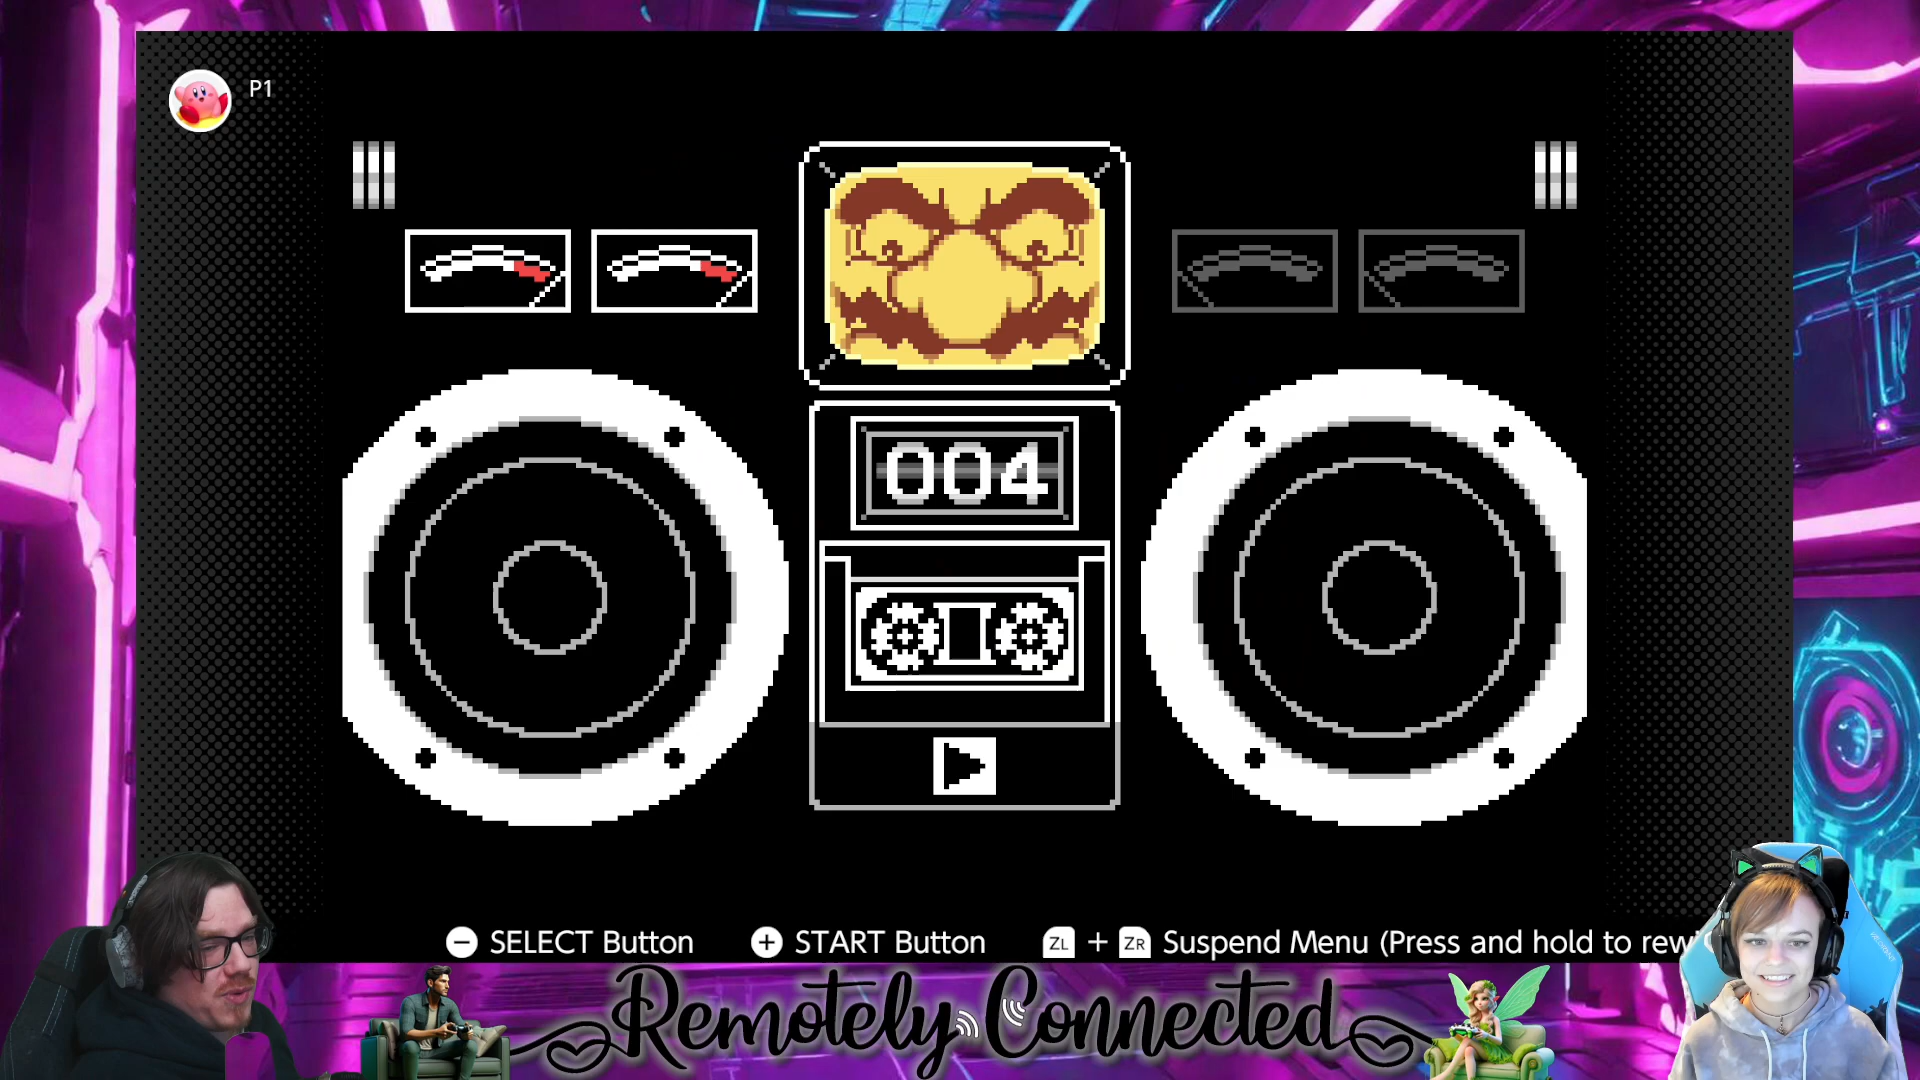 P1
004
SELECT Button START Button ZL + ZR Suspend Menu (Press and hold to rew
Remotely Connected